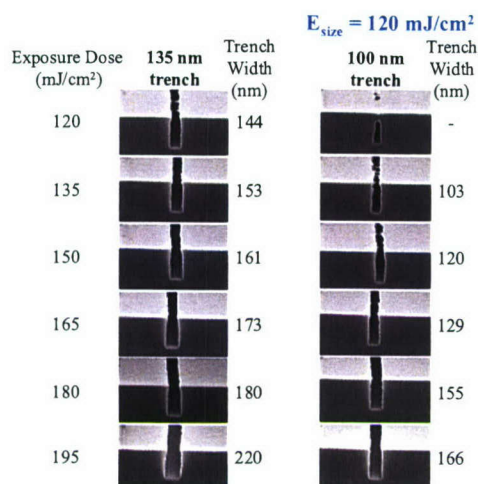 E_size = 120 mJ/cm²
Exposure Dose (mJ/cm²) 135 nm trench Trench Width (nm) 100 nm trench Trench Width (nm)
120 144 -
135 153 103
150 161 120
165 173 129
180 180 155
195 220 166